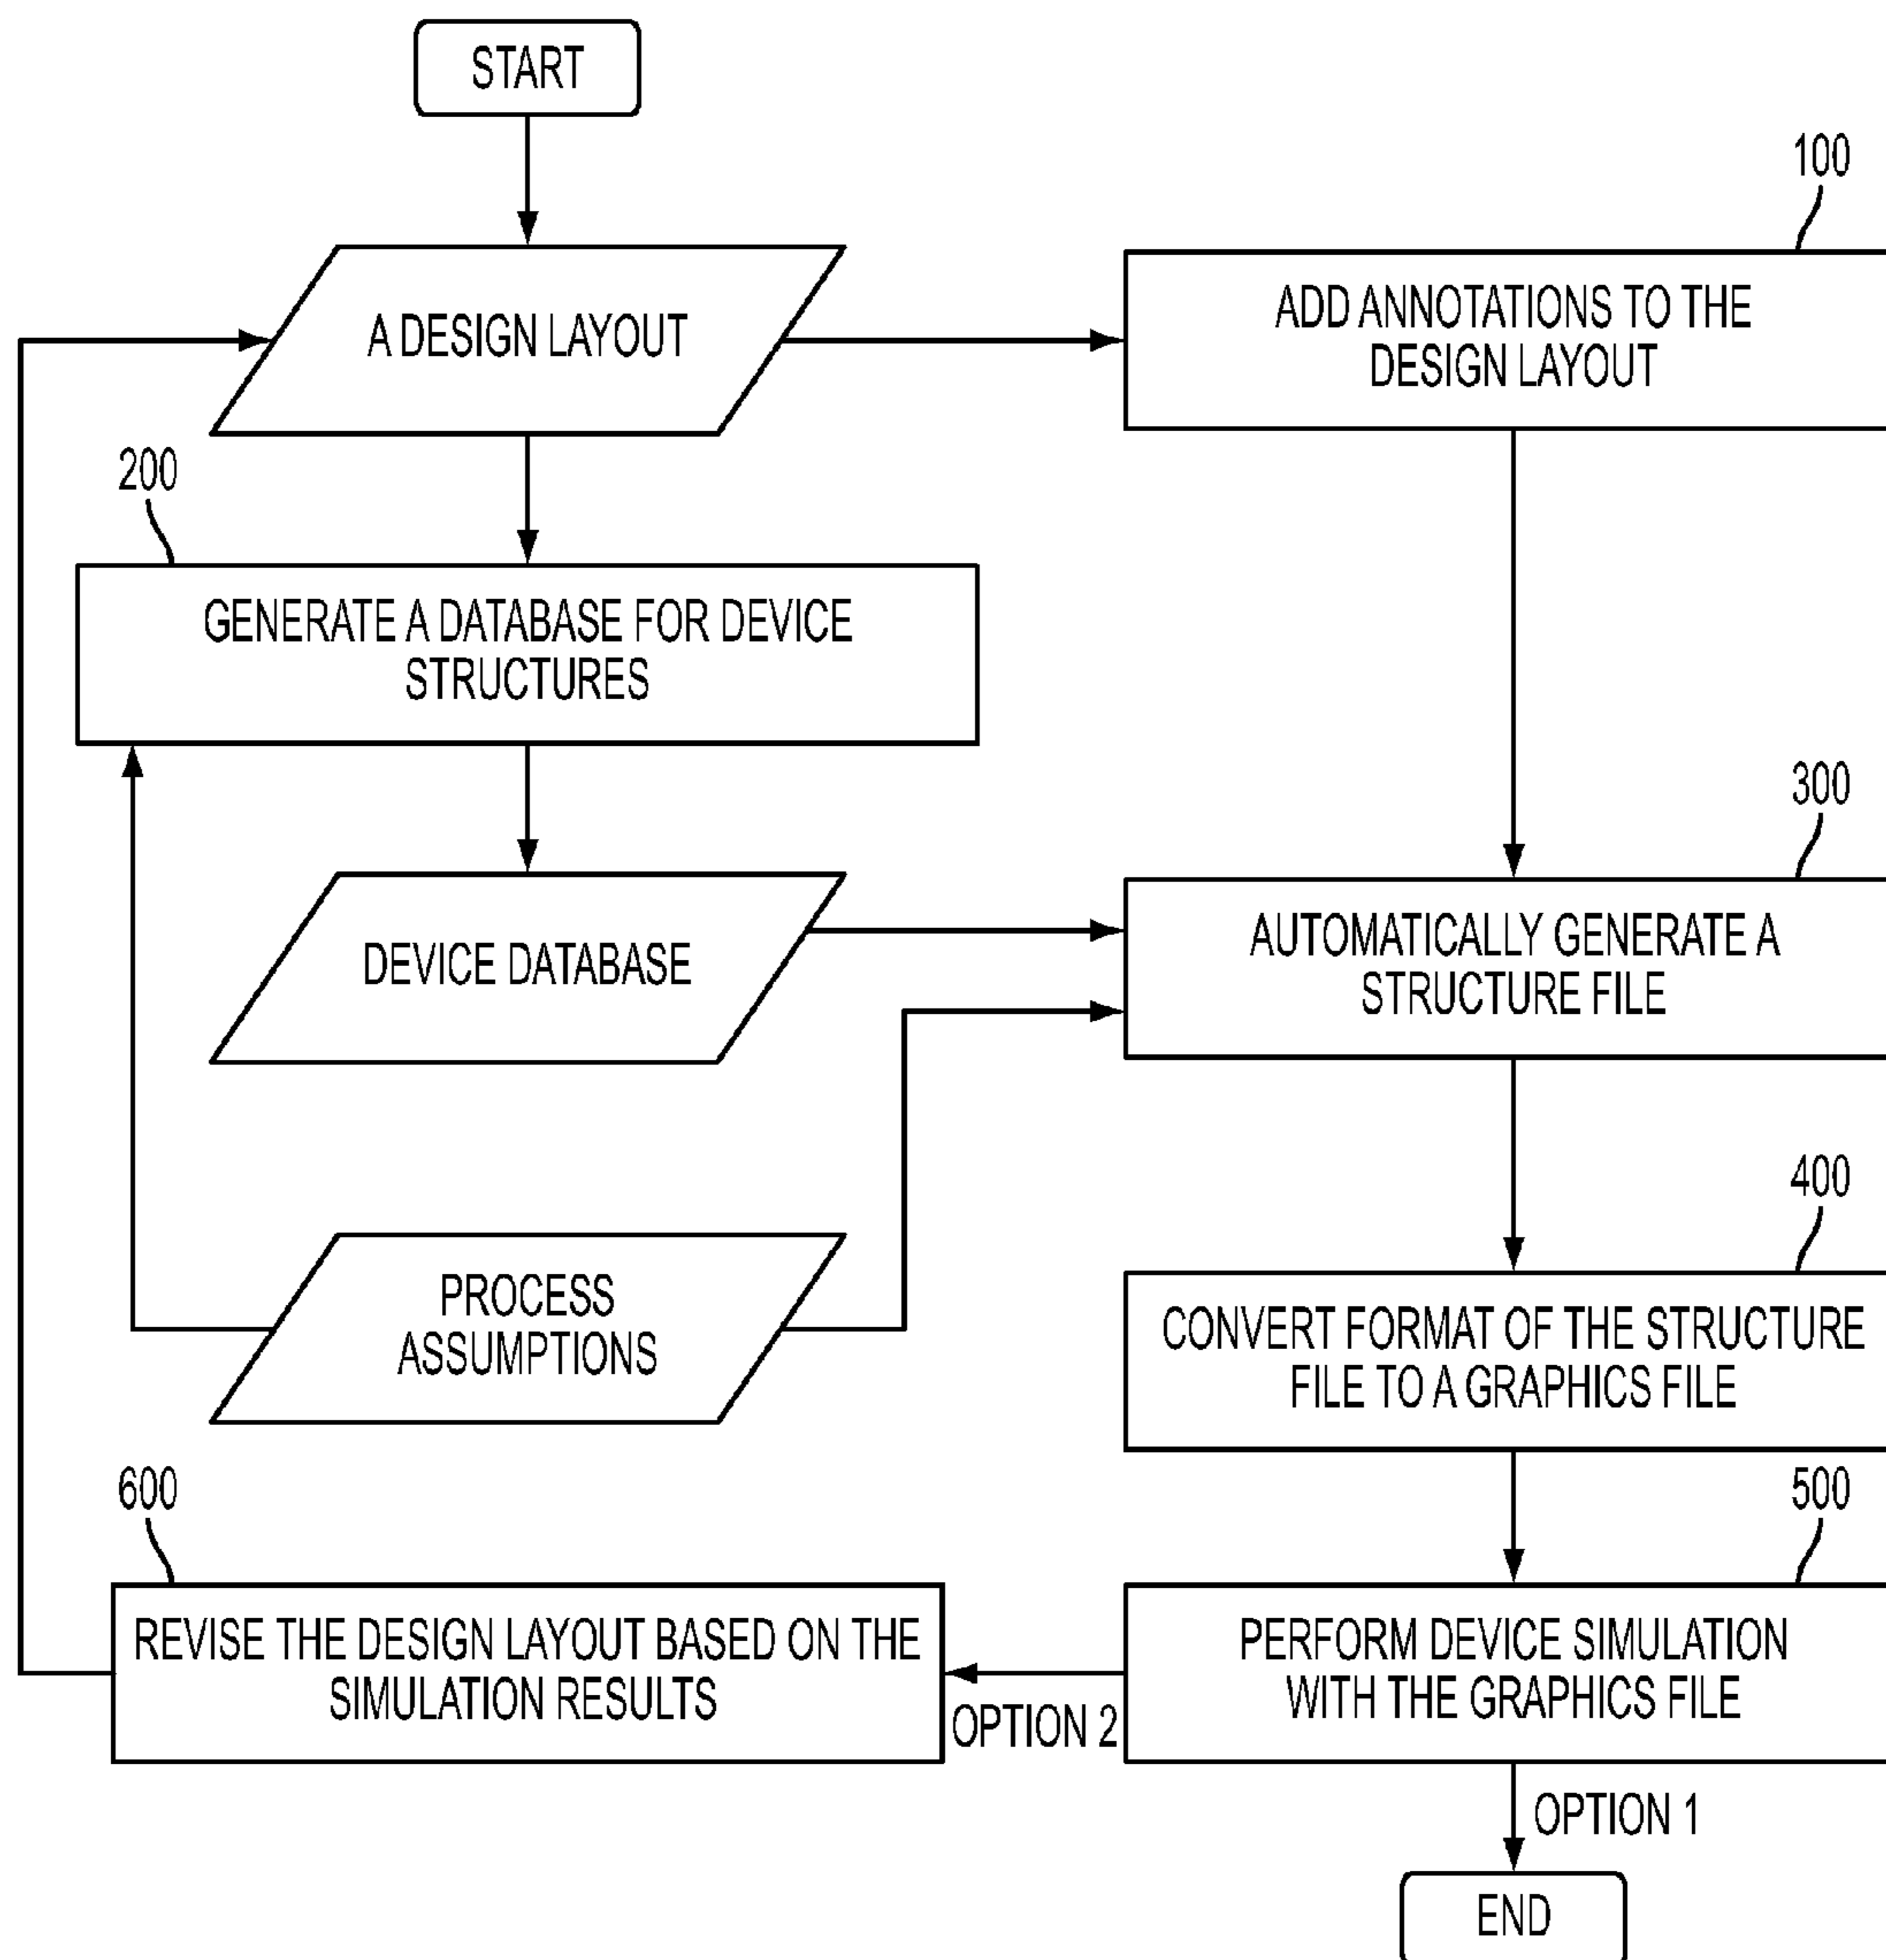 START
100
A DESIGN LAYOUT
ADD ANNOTATIONS TO THE
DESIGN LAYOUT
200
GENERATE A DATABASE FOR DEVICE
STRUCTURES
300
DEVICE DATABASE
AUTOMATICALLY GENERATE A
STRUCTURE FILE
400
PROCESS
ASSUMPTIONS
CONVERT FORMAT OF THE STRUCTURE
FILE TO A GRAPHICS FILE
600
500
REVISE THE DESIGN LAYOUT BASED ON THE
SIMULATION RESULTS
OPTION 2
PERFORM DEVICE SIMULATION
WITH THE GRAPHICS FILE
OPTION 1
END